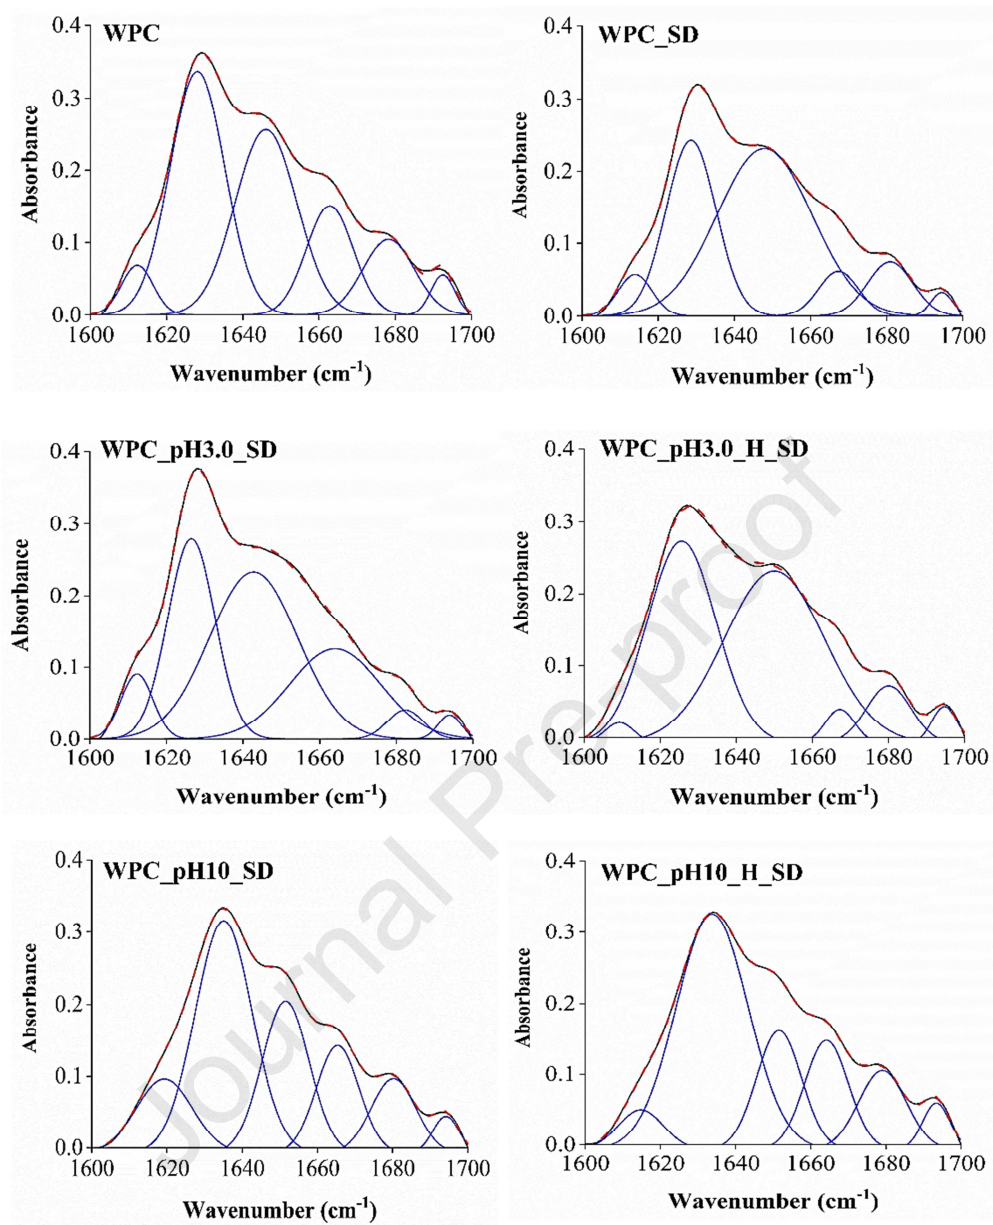 WPC
0.4
0.3
0.2
0.1
0.0
Absorbance
1600 1620 1640 1660 1680 1700
Wavenumber (cm-1)
WPC_SD
0.4
0.3
0.2
0.1
0.0
Absorbance
1600 1620 1640 1660 1680 1700
Wavenumber (cm-1)
WPC_pH3.0_SD
0.4
0.3
0.2
0.1
0.0
Absorbance
1600 1620 1640 1660 1680 1700
Wavenumber (cm-1)
WPC_pH3.0_H_SD
0.4
0.3
0.2
0.1
0.0
Absorbance
1600 1620 1640 1660 1680 1700
Wavenumber (cm-1)
WPC_pH10_SD
0.4
0.3
0.2
0.1
0.0
Absorbance
1600 1620 1640 1660 1680 1700
Wavenumber (cm-1)
WPC_pH10_H_SD
0.4
0.3
0.2
0.1
0.0
Absorbance
1600 1620 1640 1660 1680 1700
Wavenumber (cm-1)
Journal Pre-proof